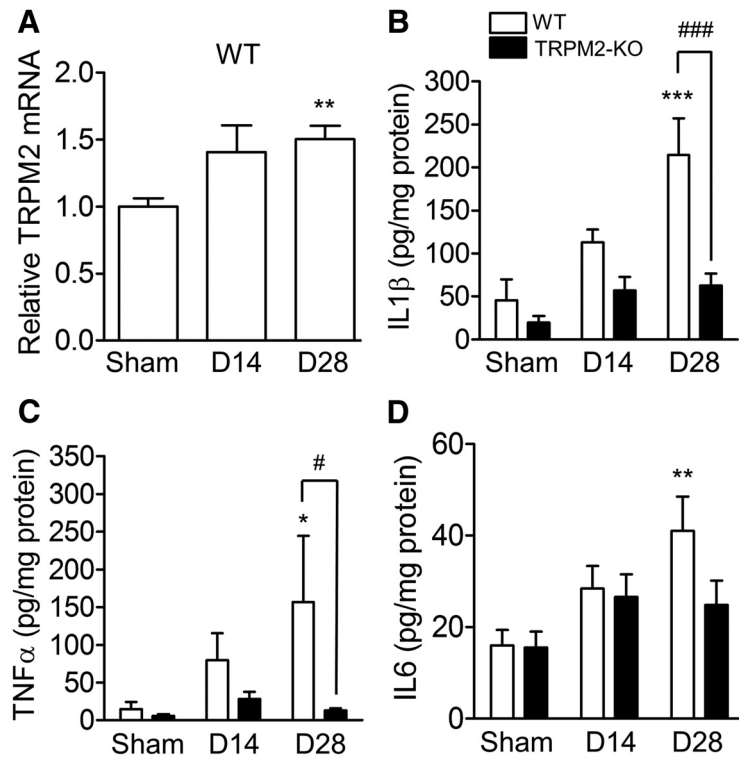 A
WT
Relative TRPM2 mRNA
2.0
1.5
1.0
0.5
0.0
**
Sham D14 D28
B
WT
TRPM2-KO
###
***
IL1β (pg/mg protein)
300
250
200
150
100
50
0
Sham D14 D28
C
TNFα (pg/mg protein)
350
300
250
200
150
100
50
0
#
*
Sham D14 D28
D
IL6 (pg/mg protein)
60
40
20
0
**
Sham D14 D28